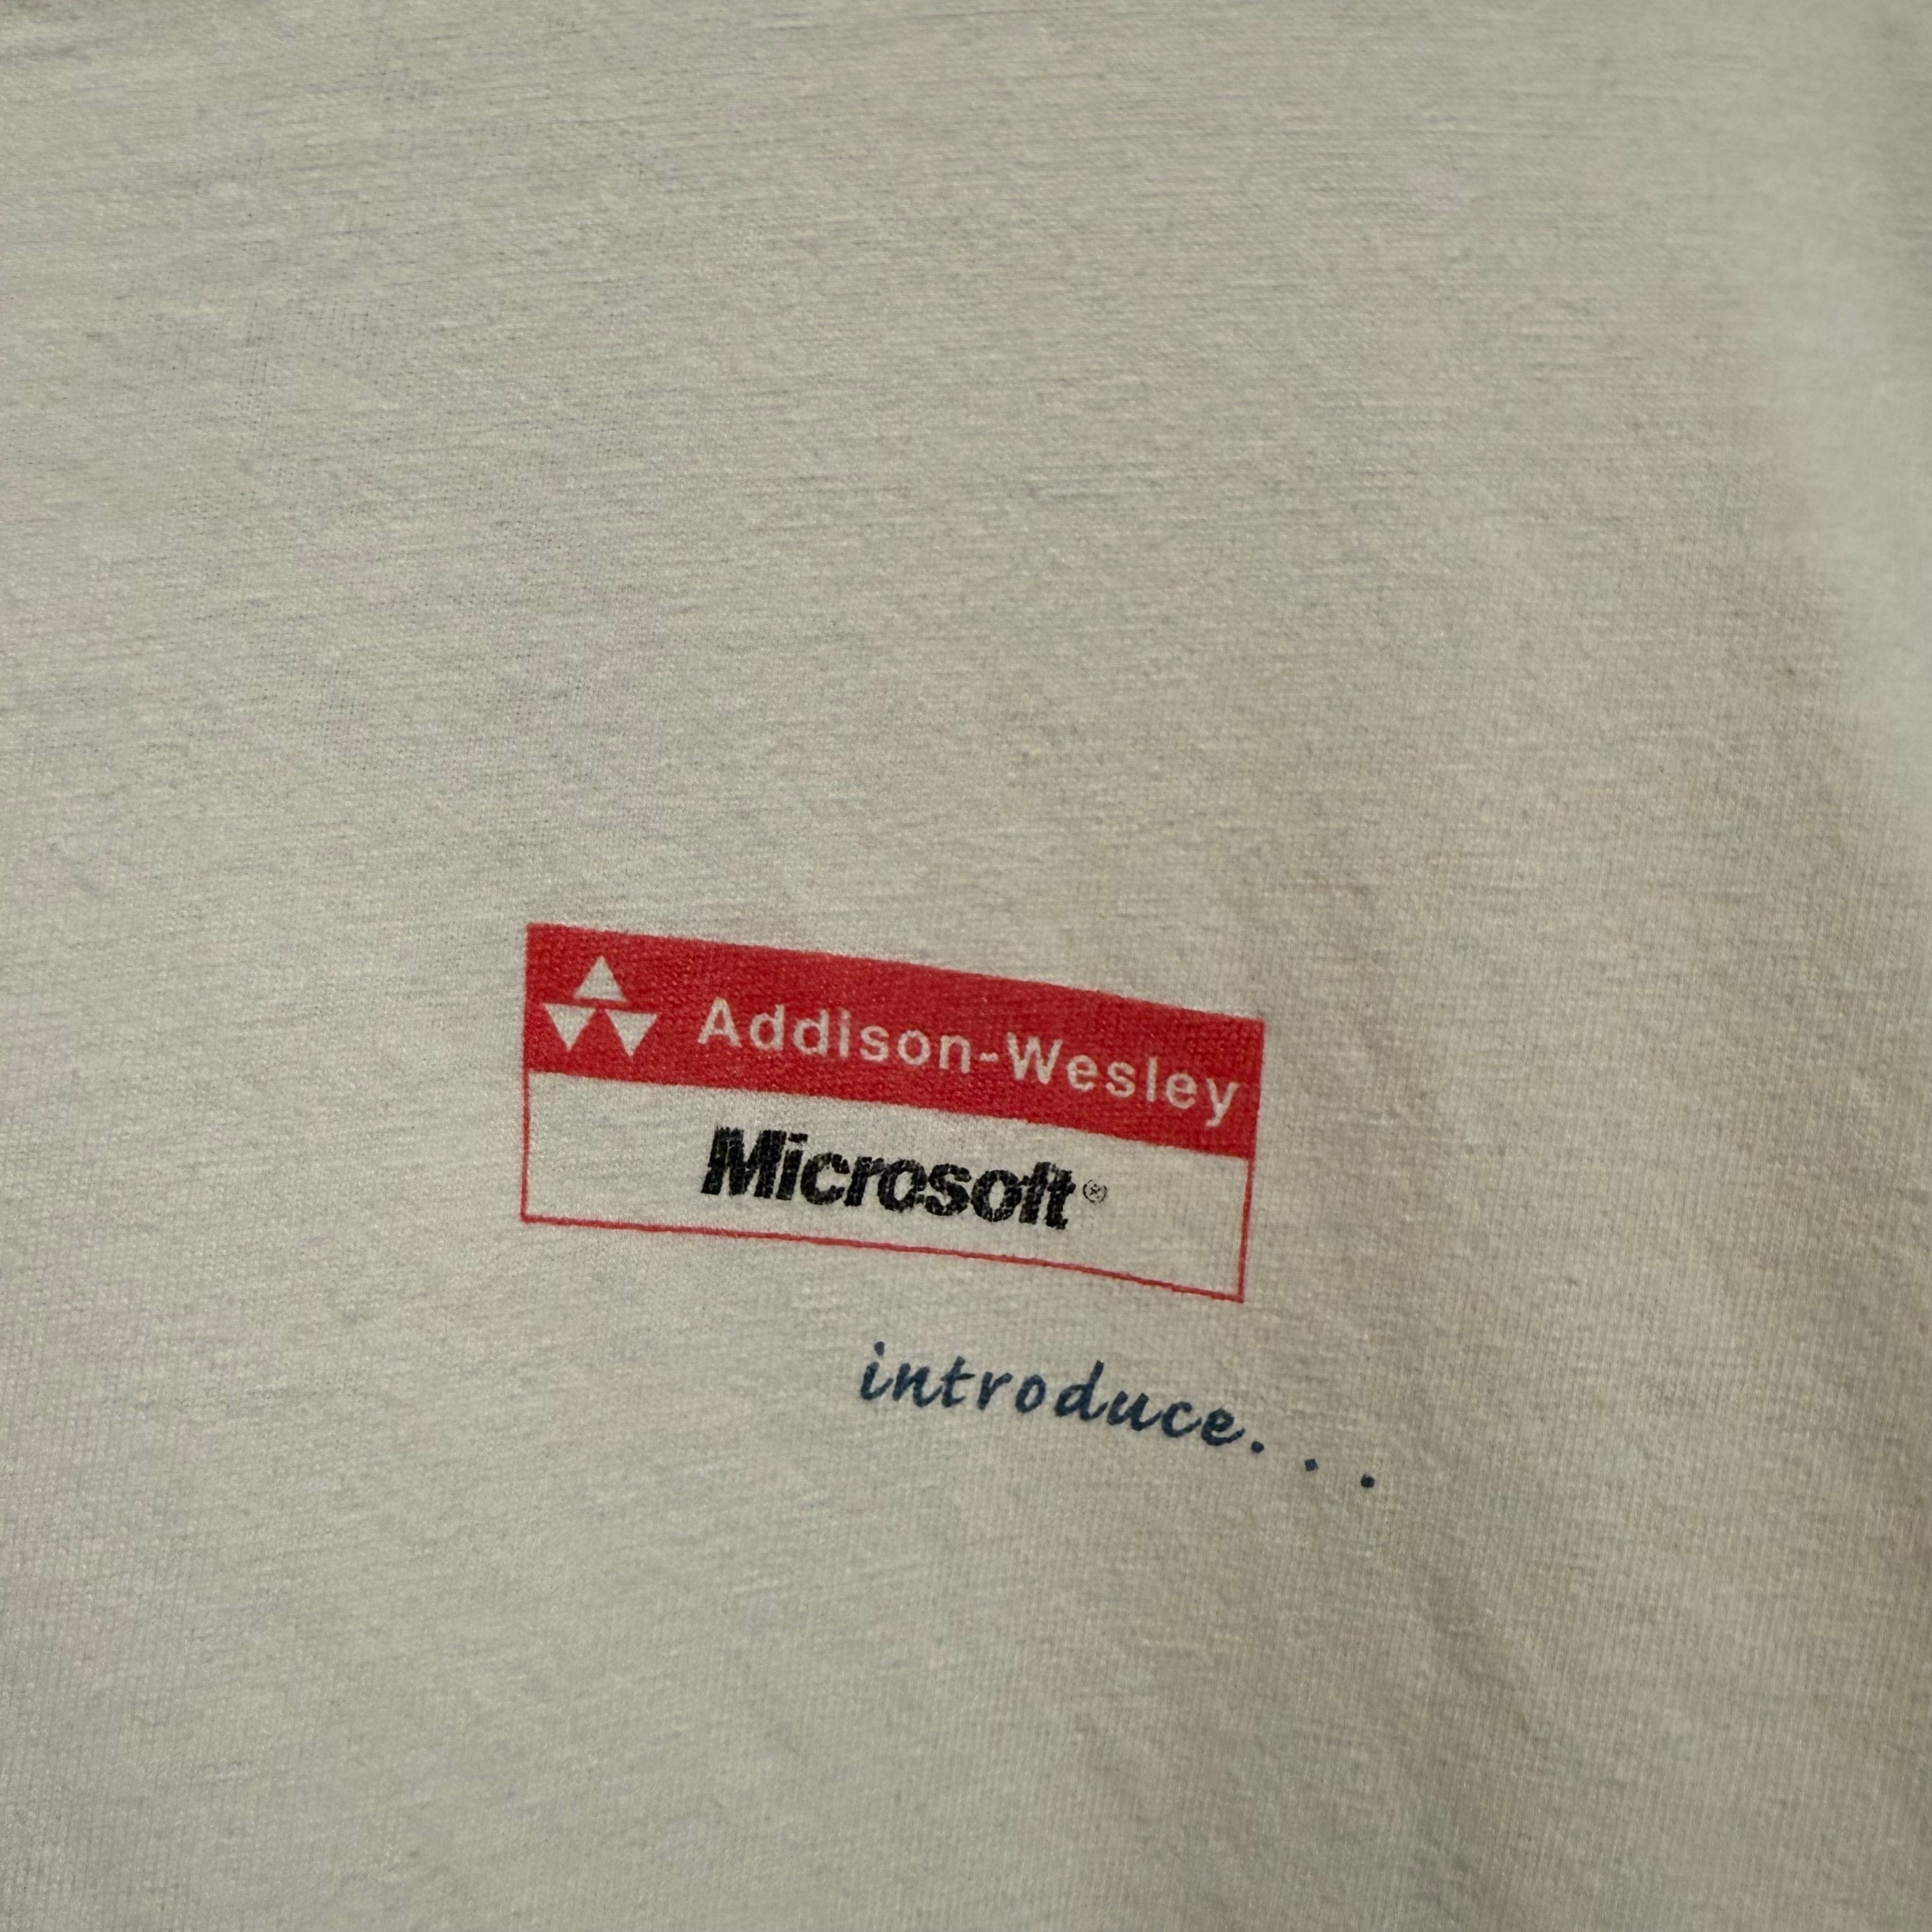 Addison-Wesley
Microsoft®
introduce. . .